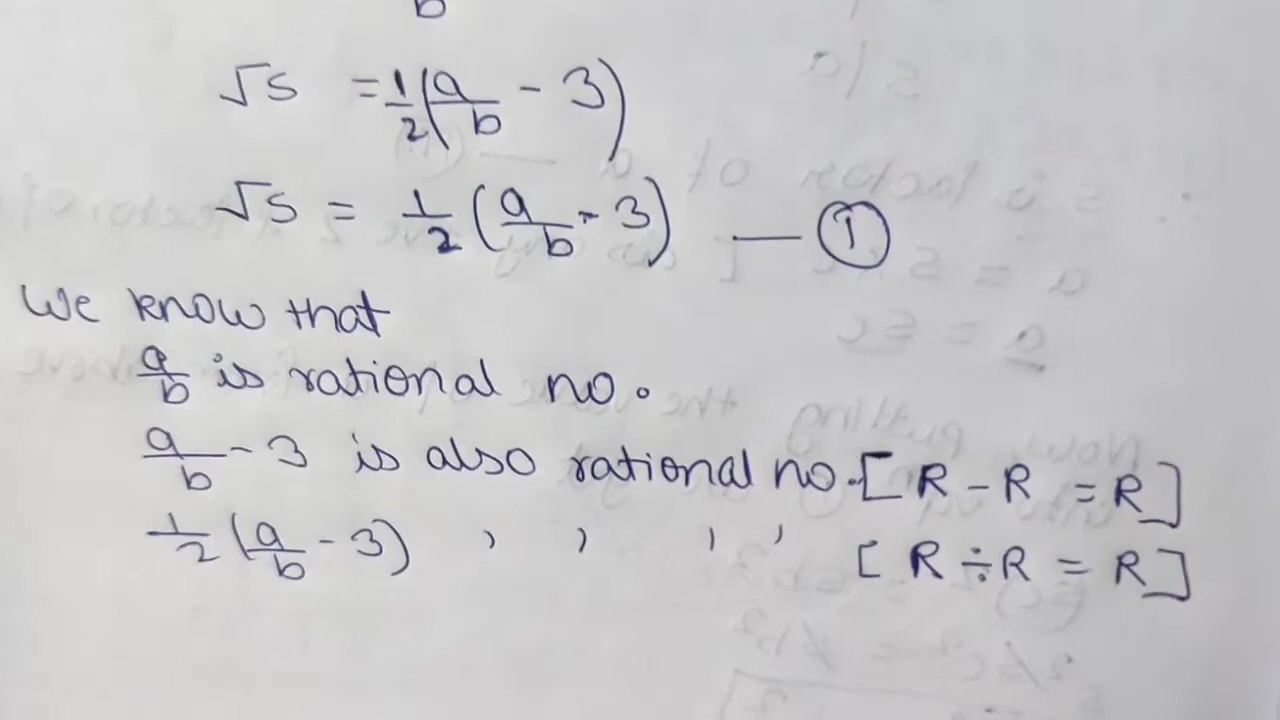 b
√5 = 1/2 (a/b - 3)
√5 = 1/2 (a/b - 3) — ①
We know that
a/b is rational no.
a/b - 3 is also rational no. [R - R = R]
1/2 (a/b - 3) , , , , [R ÷ R = R]